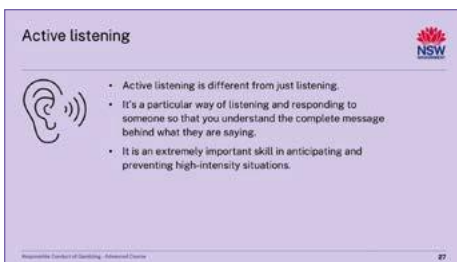 Active listening
NSW
GOVERNMENT
• Active listening is different from just listening.
• It's a particular way of listening and responding to
someone so that you understand the complete message
behind what they are saying.
• It is an extremely important skill in anticipating and
preventing high-intensity situations.
Responsible Conduct of Gambling - Advanced Course
27